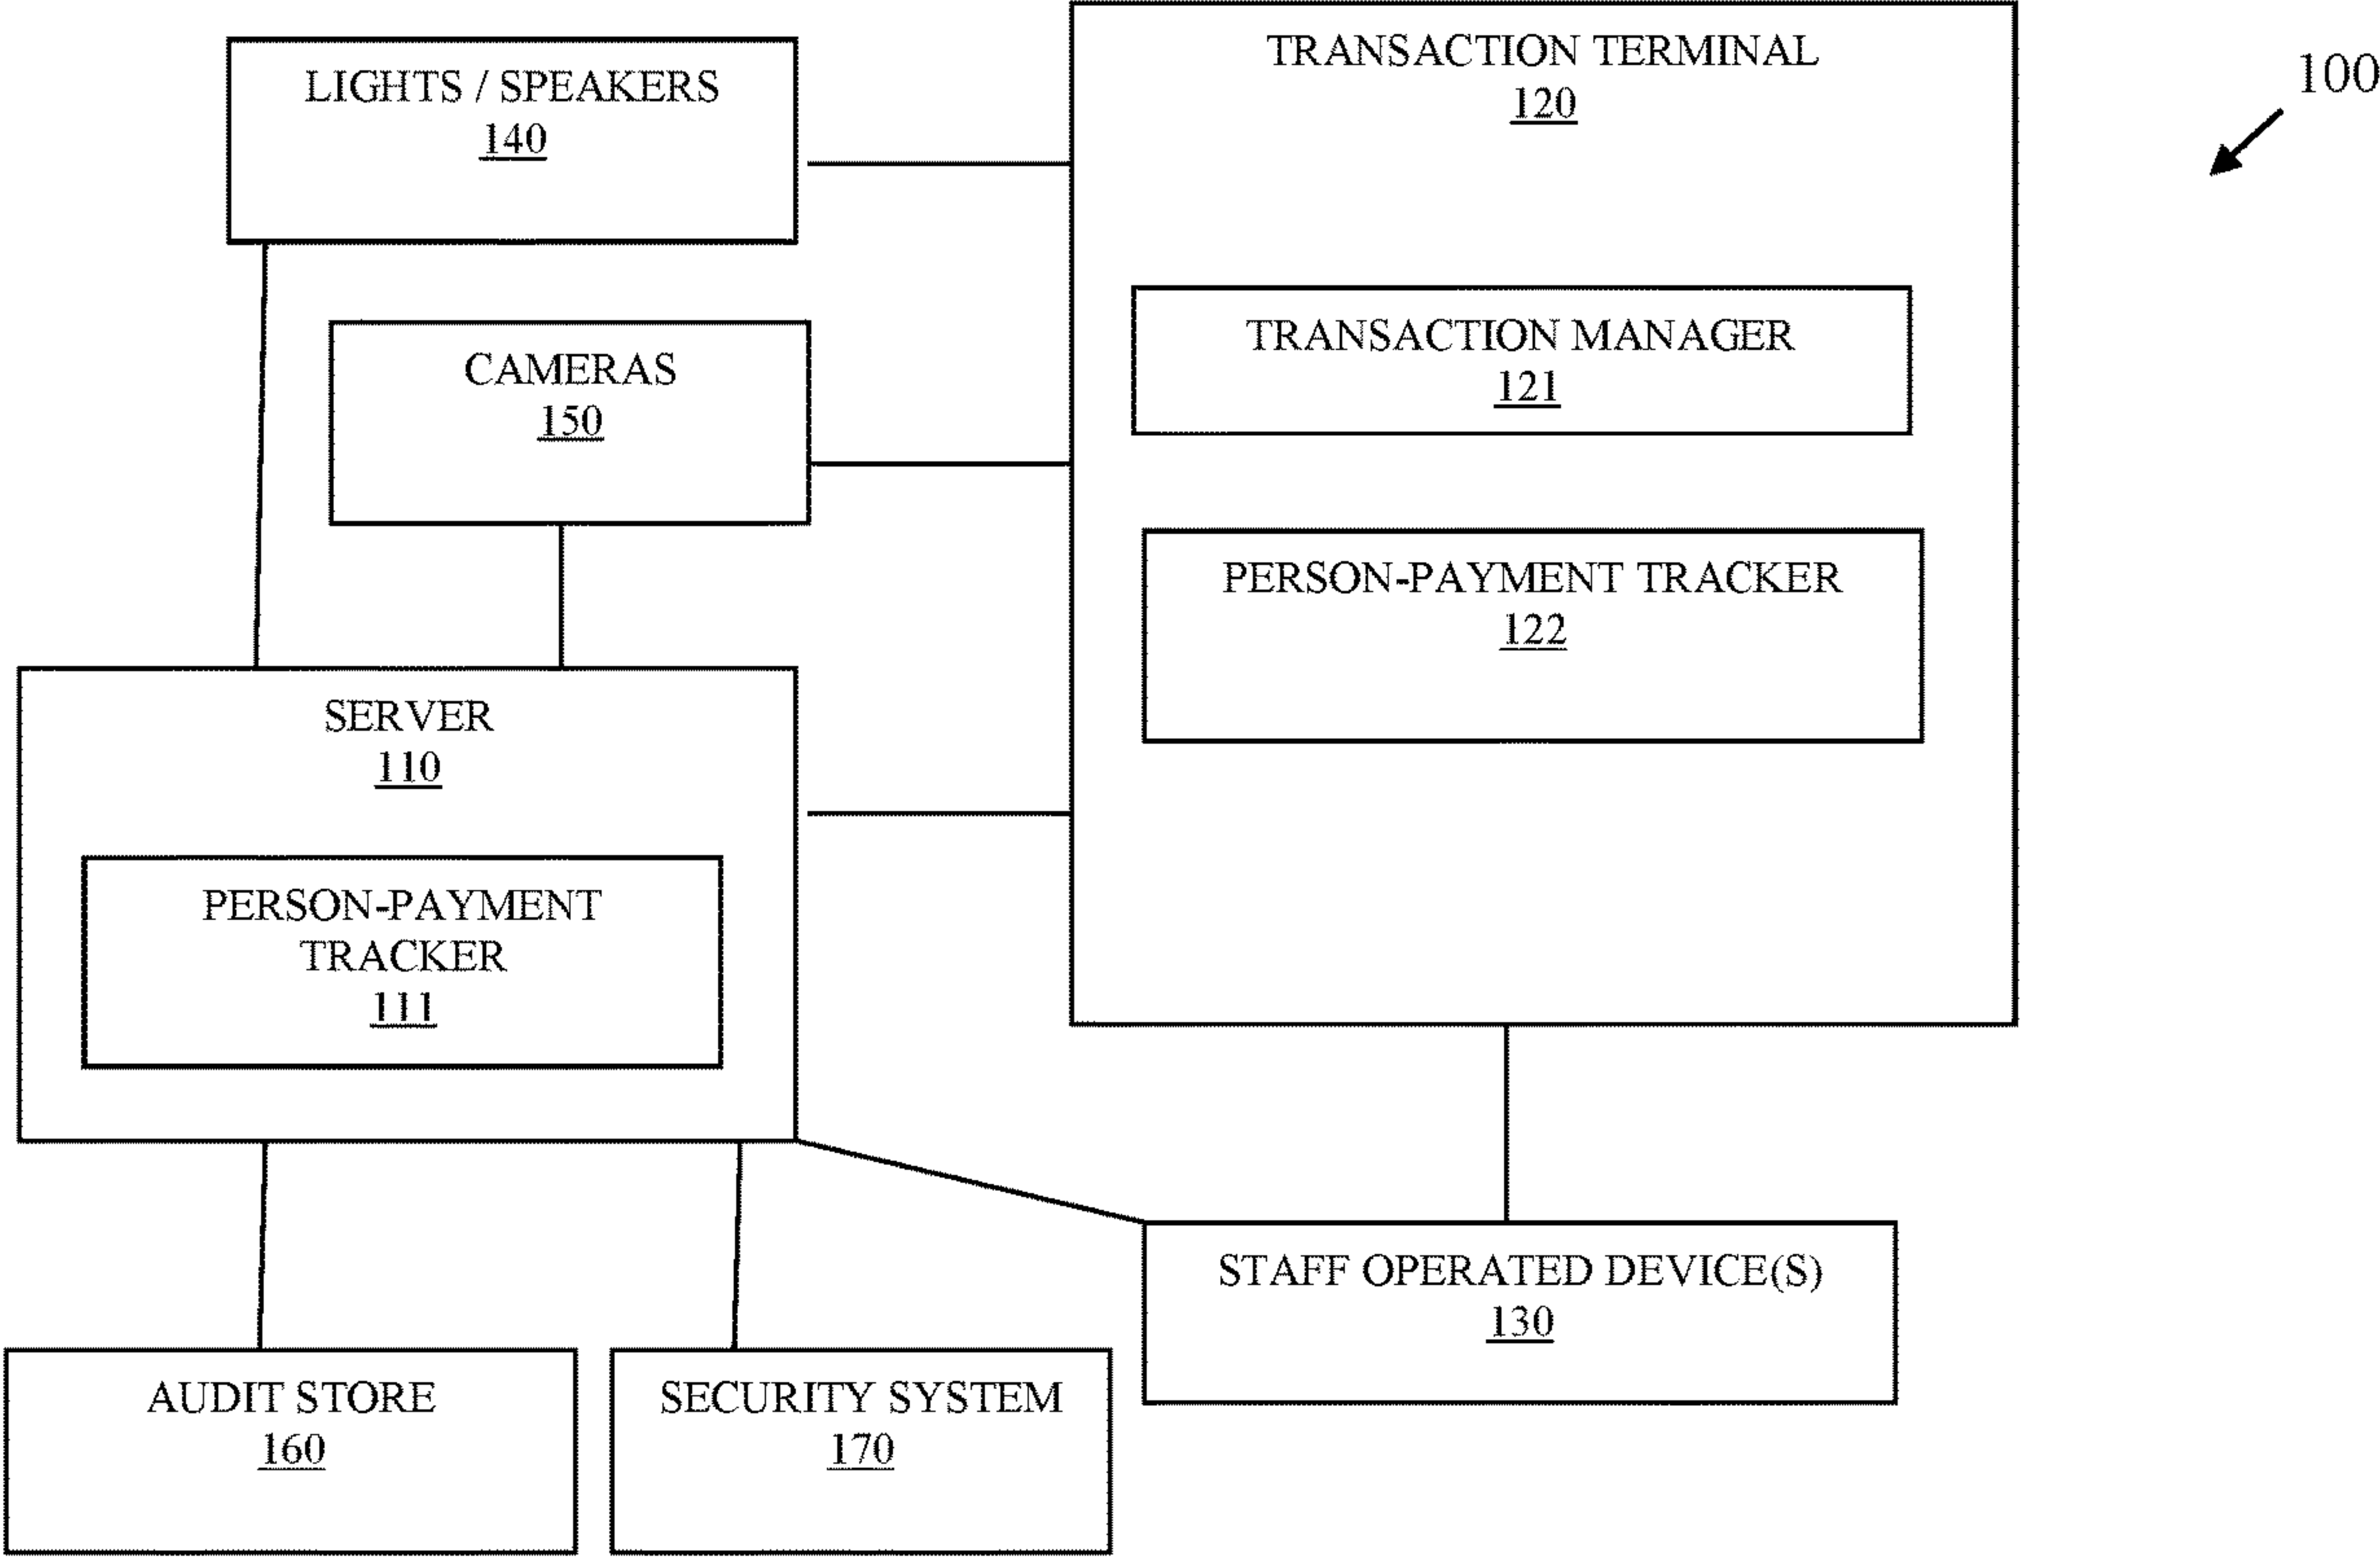 100
LIGHTS / SPEAKERS
140
TRANSACTION TERMINAL
120
TRANSACTION MANAGER
121
CAMERAS
150
PERSON-PAYMENT TRACKER
122
SERVER
110
PERSON-PAYMENT
TRACKER
111
STAFF OPERATED DEVICE(S)
130
AUDIT STORE
160
SECURITY SYSTEM
170